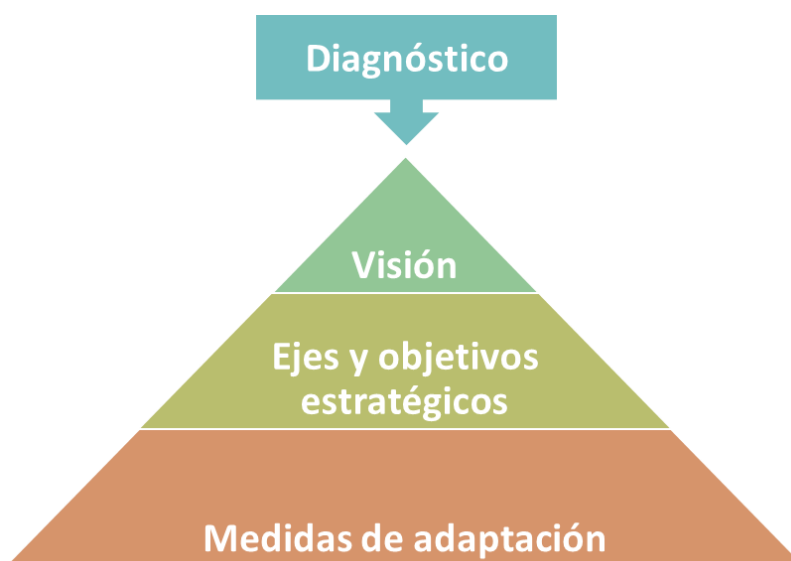 Diagnóstico
Visión
Ejes y objetivos
estratégicos
Medidas de adaptación